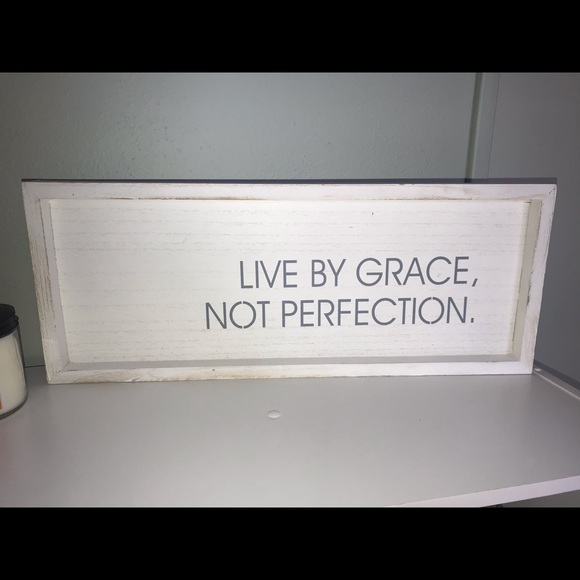 LIVE BY GRACE,
NOT PERFECTION.